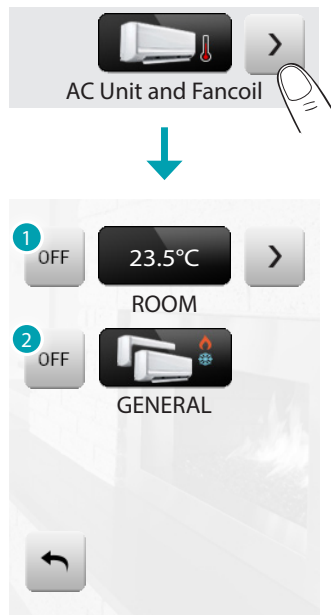 AC Unit and Fancoil
1
OFF
23.5°C
ROOM
2
OFF
GENERAL